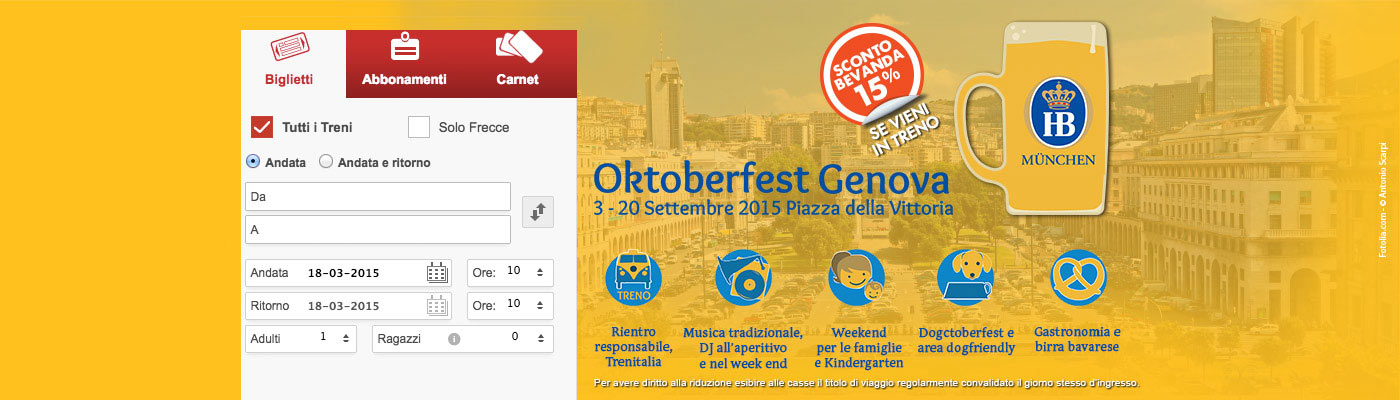 Biglietti
Abbonamenti
Carnet
Tutti i Treni
Solo Frecce
Andata
Andata e ritorno
Da
A
Andata 18-03-2015 Ore: 10
Ritorno 18-03-2015 Ore: 10
Adulti 1 Ragazzi i 0
SCONTO
BEVANDA
15%
SE VIENI
IN TRENO
HB
MÜNCHEN
Oktoberfest Genova
3 - 20 Settembre 2015 Piazza della Vittoria
TRENO
Rientro
responsabile,
Trenitalia
Musica tradizionale,
DJ all'aperitivo
e nel week end
Weekend
per le famiglie
e Kindergarten
Dogctoberfest e
area dogfriendly
Gastronomia e
birra bavarese
Per avere diritto alla riduzione esibire alle casse il titolo di viaggio regolarmente convalidato il giorno stesso d'ingresso.
Fotolia.com - © Antonio Scarpi